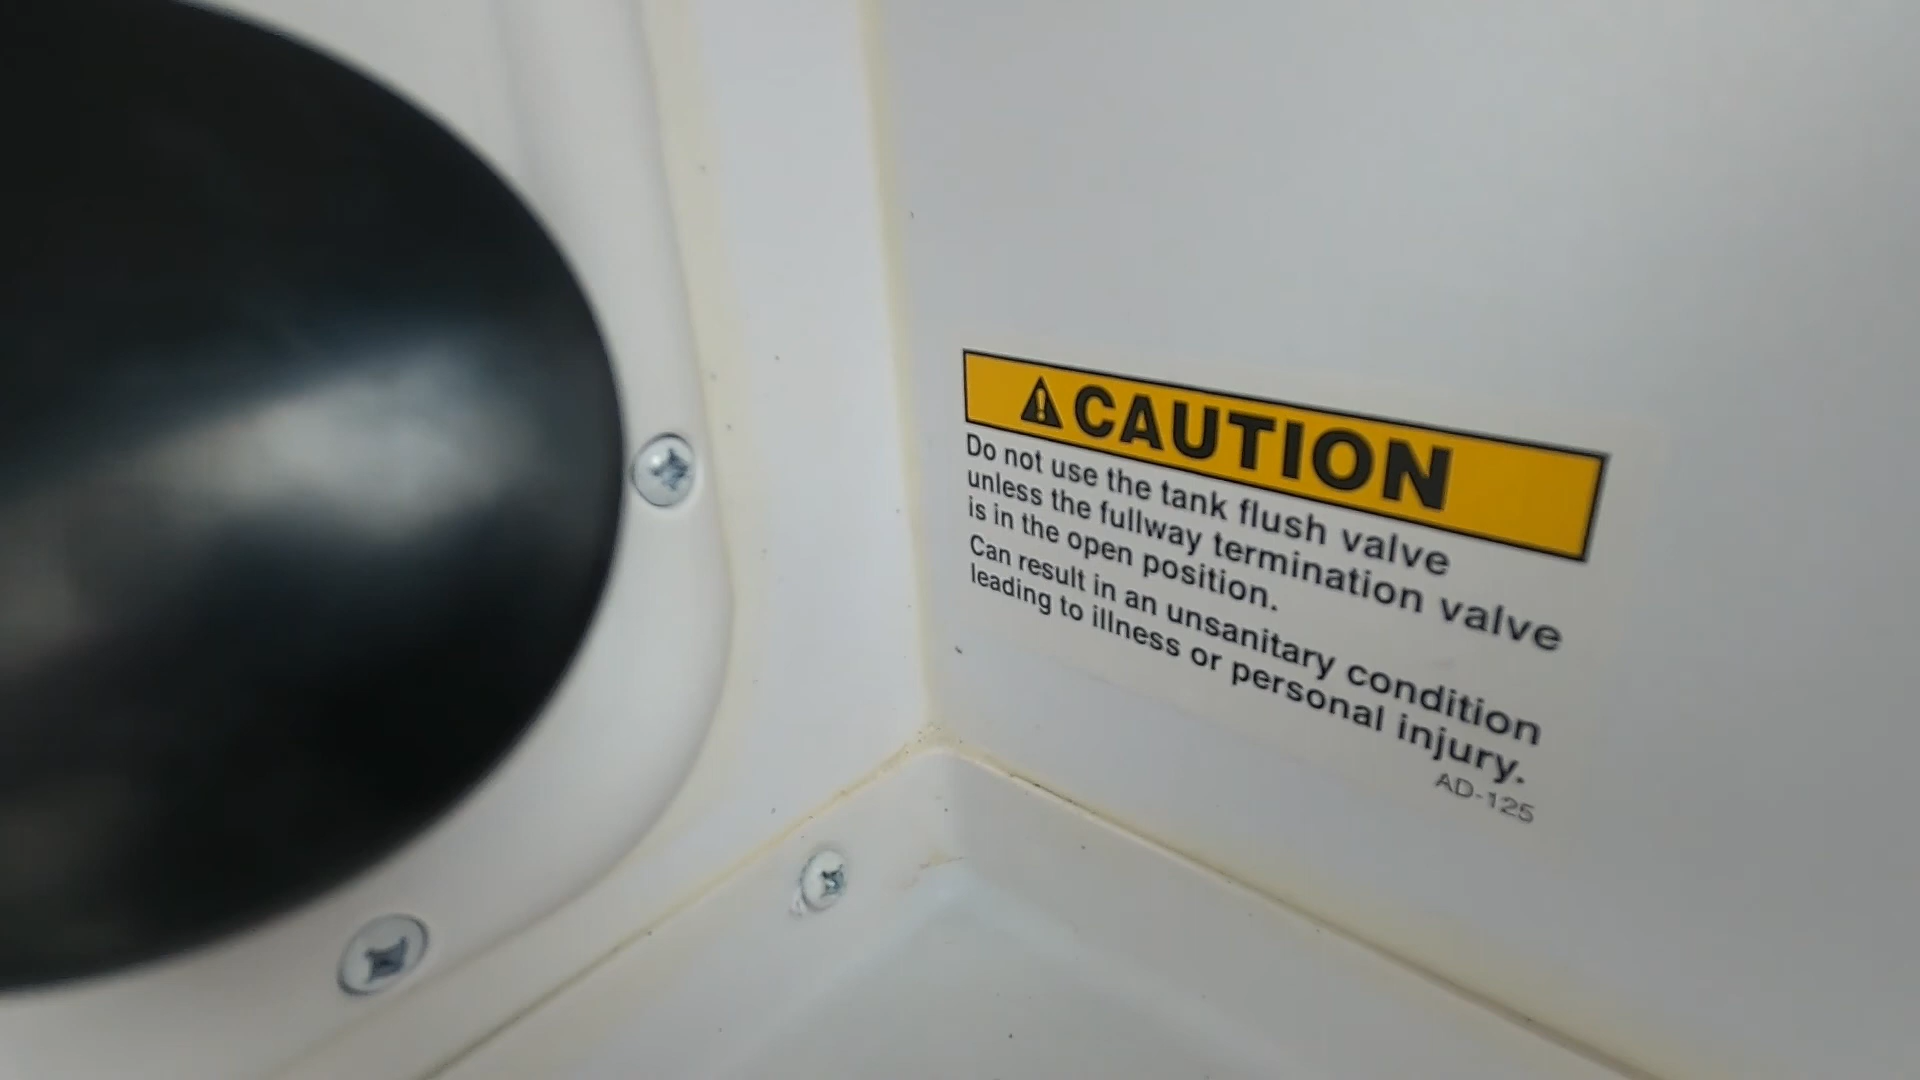 CAUTION
Do not use the tank flush valve
unless the fullway termination valve
is in the open position.
Can result in an unsanitary condition
leading to illness or personal injury.
AD-125